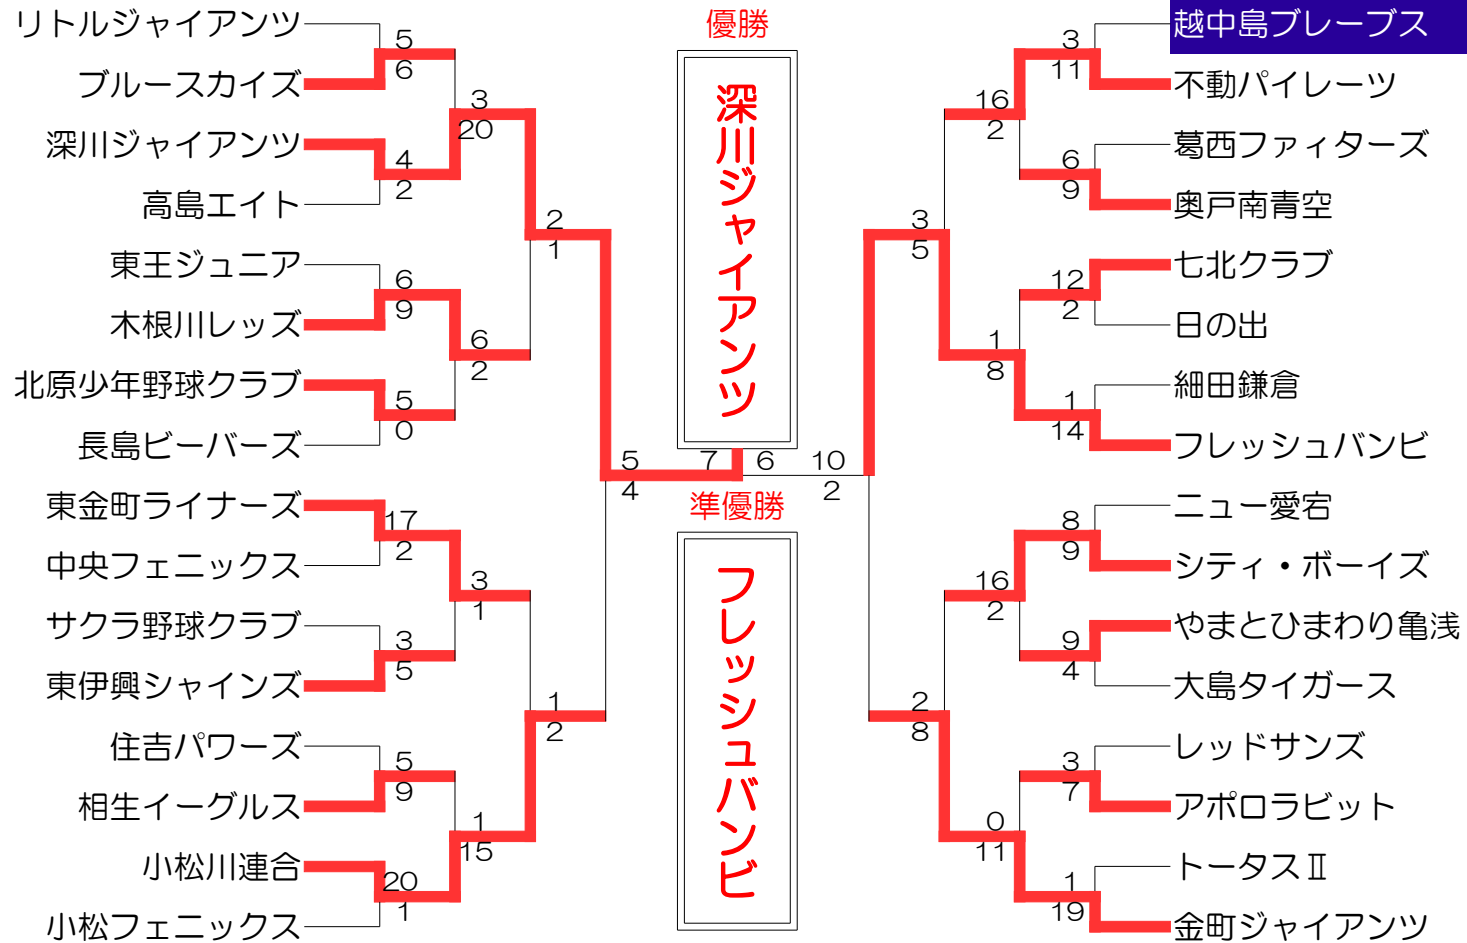 リトルジャイアンツ
ブルースカイズ
深川ジャイアンツ
高島エイト
東王ジュニア
木根川レッズ
北原少年野球クラブ
長島ビーバーズ
東金町ライナーズ
中央フェニックス
サクラ野球クラブ
東伊興シャインズ
住吉パワーズ
相生イーグルス
小松川連合
小松フェニックス
5
6
4
2
6
9
5
0
17
2
3
5
5
9
20
1
3
20
6
2
3
1
1
15
2
1
1
2
5
4
7
6
優勝
深川ジャイアンツ
準優勝
フレッシュバンビ
10
2
3
5
2
8
16
2
1
8
16
2
0
11
3
11
6
9
12
2
1
14
8
9
9
4
3
7
1
19
越中島ブレーブス
不動パイレーツ
葛西ファィターズ
奥戸南青空
七北クラブ
日の出
細田鎌倉
フレッシュバンビ
ニュー愛宕
シティ・ボーイズ
やまとひまわり亀浅
大島タイガース
レッドサンズ
アポロラビット
トータスⅡ
金町ジャイアンツ